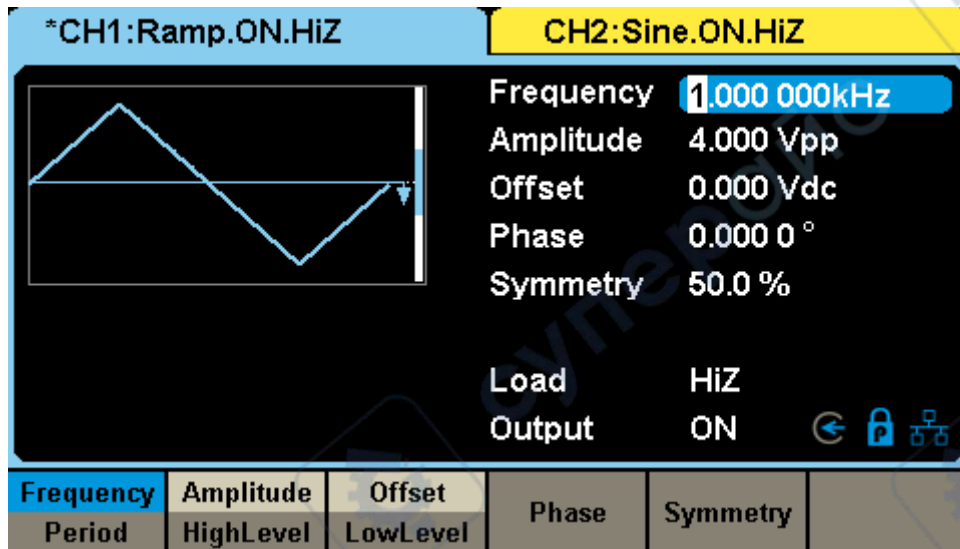 *CH1:Ramp.ON.HiZ
CH2:Sine.ON.HiZ
Frequency 1.000 000kHz
Amplitude 4.000 Vpp
Offset 0.000 Vdc
Phase 0.000 0 °
Symmetry 50.0 %
Load HiZ
Output ON
P
Frequency Amplitude Offset Phase Symmetry
Period HighLevel LowLevel
суперайс